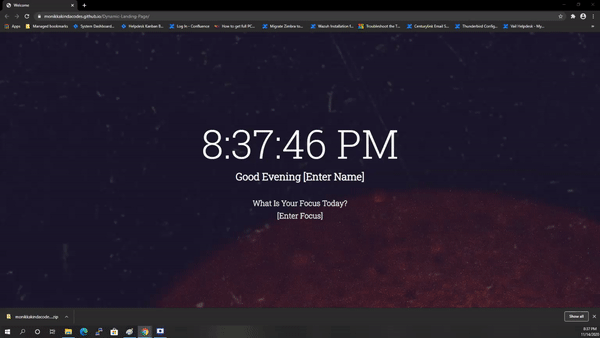 Welcome
monikkakindacodes.github.io/Dynamic-Landing-Page/
Apps Managed bookmarks System Dashboard... Helpdesk Kanban B... Log In - Confluence How to get full PC... Migrate Zimbra to... Wazuh Installation f... Troubleshoot the T... Centurylink Email S... Thunderbird Config... Vail Helpdesk - My...
8:37:46 PM
Good Evening [Enter Name]
What Is Your Focus Today?
[Enter Focus]
monikkakindacode....zip
Show all
8:37 PM
11/14/2020